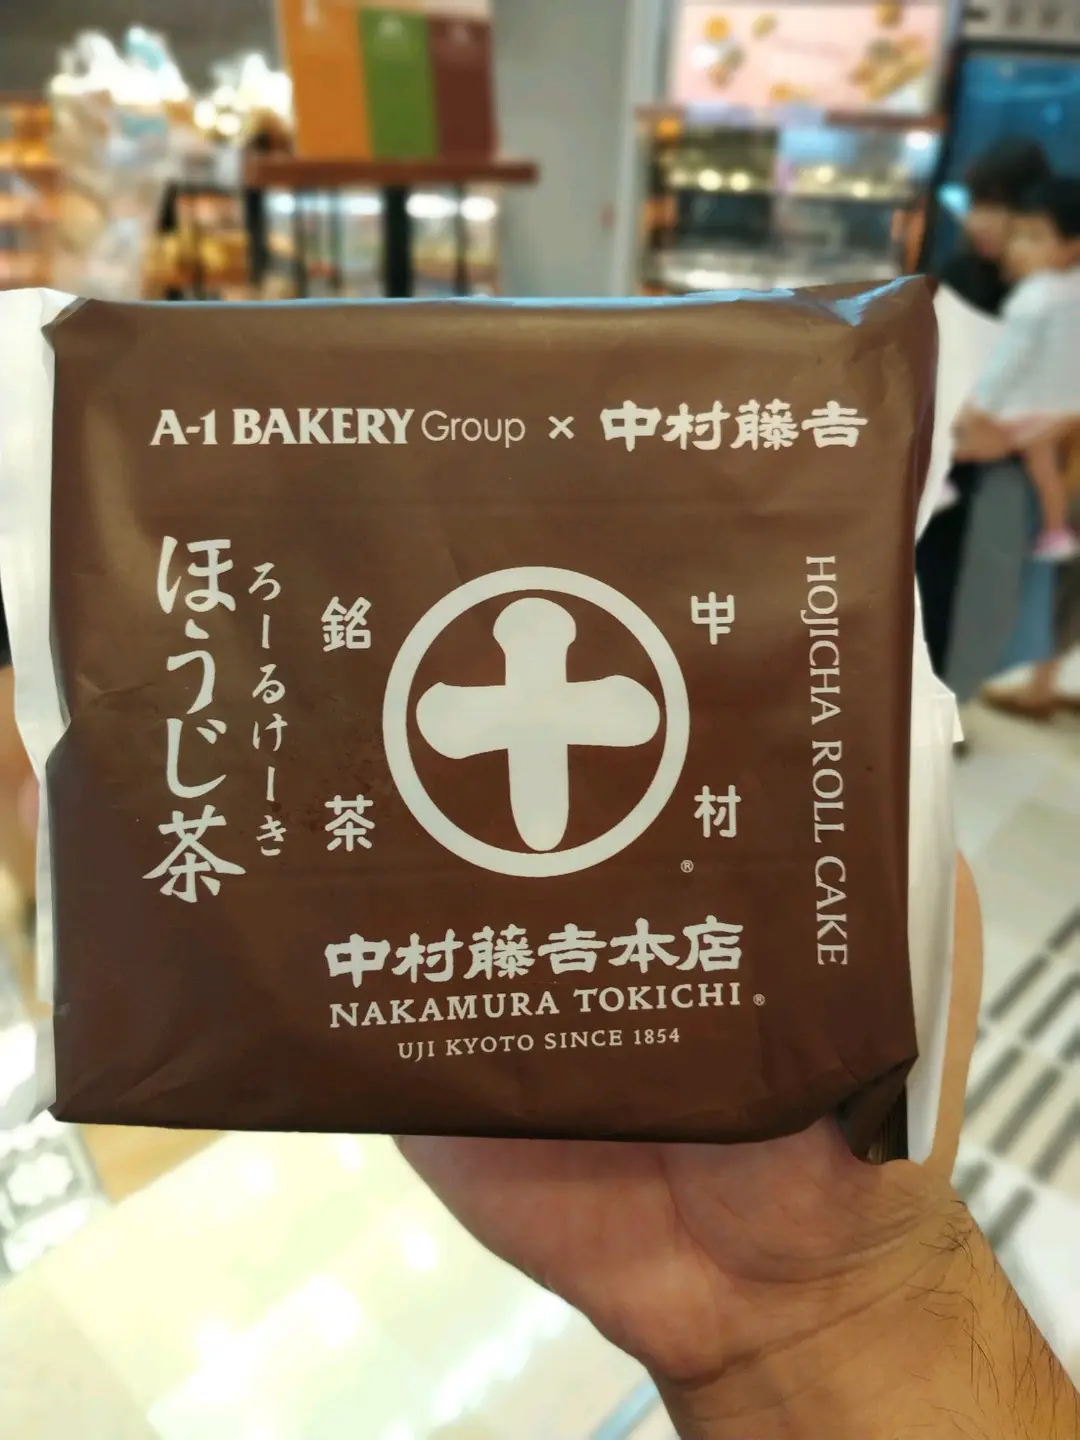 A-1 BAKERY Group × 中村藤吉
ほうじ茶
ろーるけーき
銘茶
十
中村
®
HOJICHA ROLL CAKE
中村藤吉本店
NAKAMURA TOKICHI®
UJI KYOTO SINCE 1854